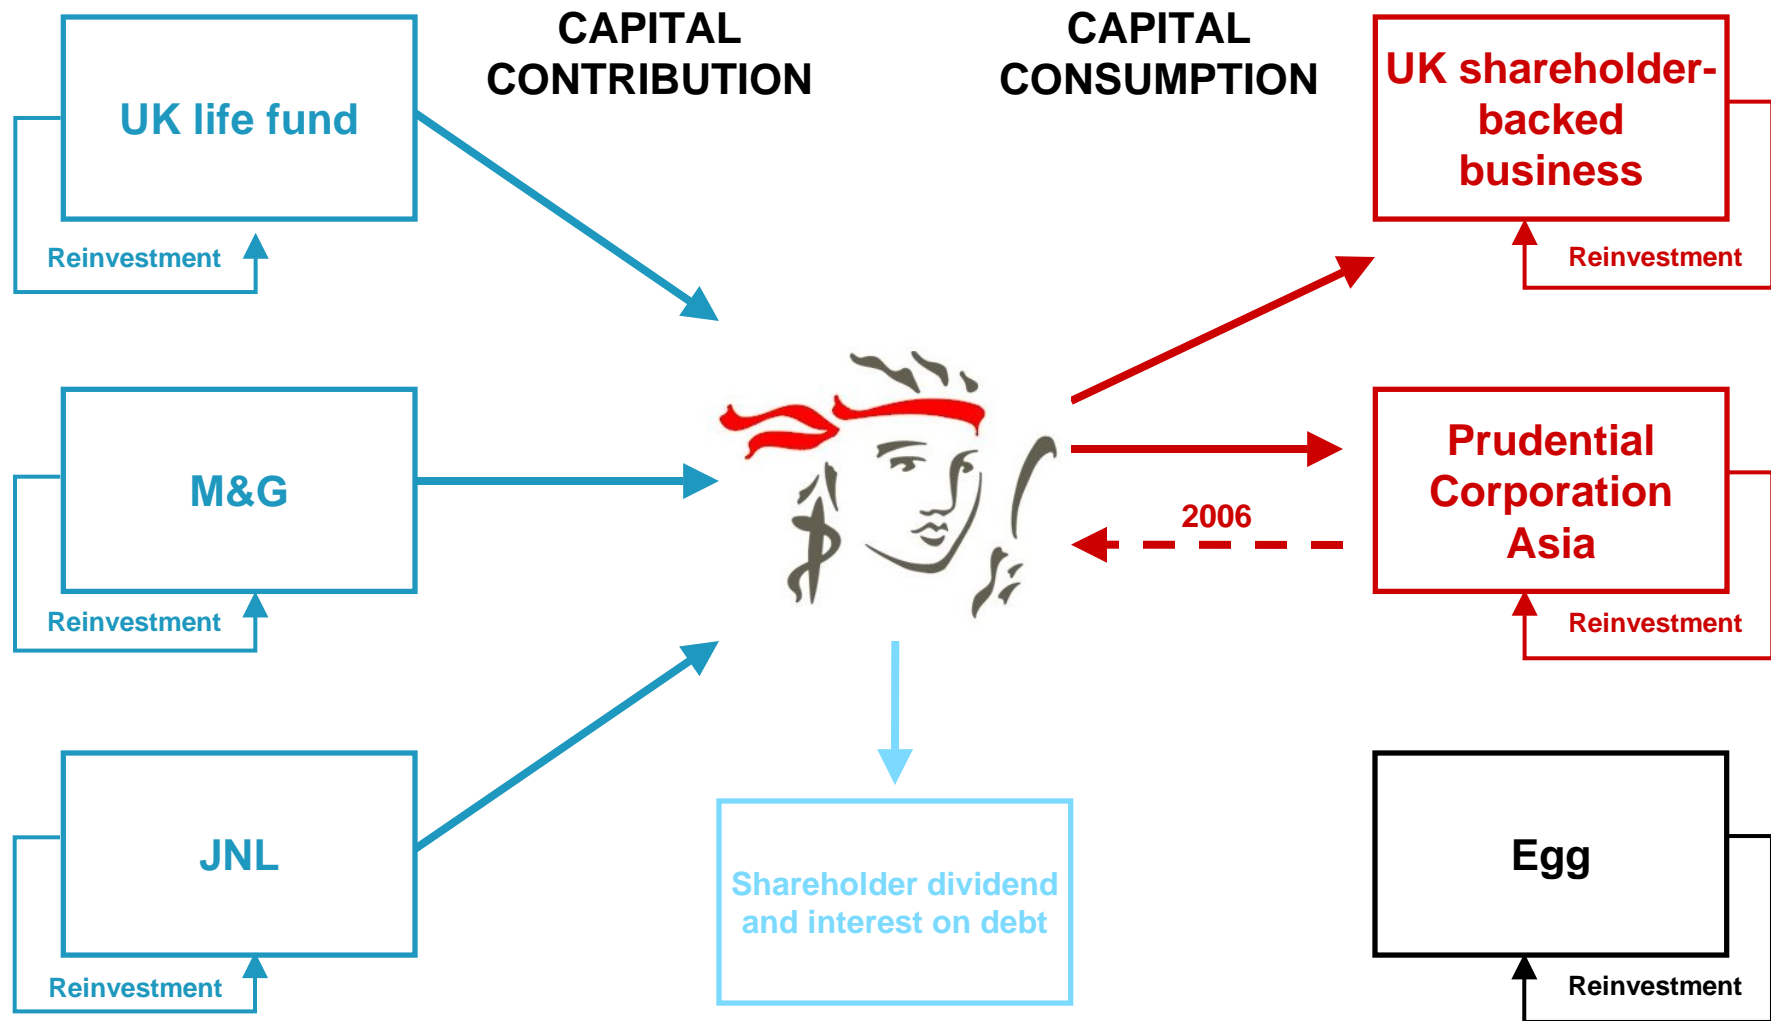 CAPITAL
CONTRIBUTION
CAPITAL
CONSUMPTION
UK life fund
Reinvestment
UK shareholder-
backed
business
Reinvestment
M&G
Reinvestment
2006
Prudential
Corporation
Asia
Reinvestment
JNL
Reinvestment
Shareholder dividend
and interest on debt
Egg
Reinvestment